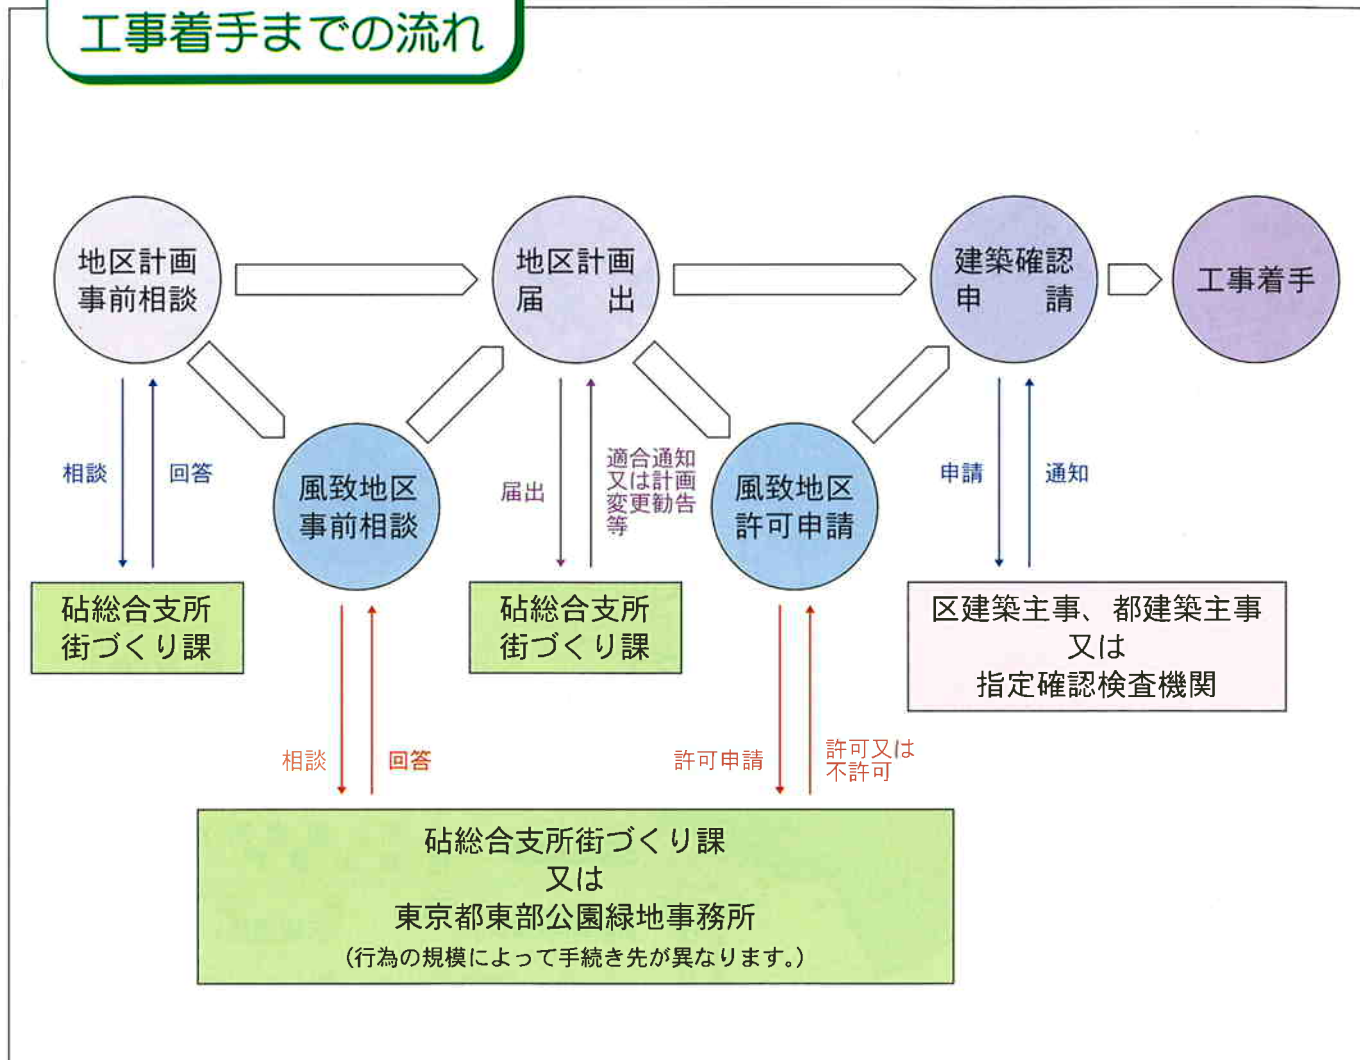 工事着手までの流れ
地区計画
事前相談
地区計画
届　　出
建築確認
申　　請
工事着手
相談
回答
風致地区
事前相談
届出
適合通知
又は計画
変更勧告
等
風致地区
許可申請
申請
通知
砧総合支所
街づくり課
砧総合支所
街づくり課
区建築主事、都建築主事
又は
指定確認検査機関
相談
回答
許可申請
許可又は
不許可
砧総合支所街づくり課
又は
東京都東部公園緑地事務所
(行為の規模によって手続き先が異なります。)